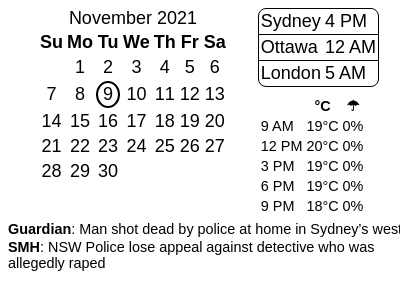 November 2021
Su Mo Tu We Th Fr Sa
1 2 3 4 5 6
7 8 9 10 11 12 13
14 15 16 17 18 19 20
21 22 23 24 25 26 27
28 29 30
Sydney 4 PM
Ottawa 12 AM
London 5 AM
°C ☂
9 AM 19°C 0%
12 PM 20°C 0%
3 PM 19°C 0%
6 PM 19°C 0%
9 PM 18°C 0%
Guardian: Man shot dead by police at home in Sydney's west
SMH: NSW Police lose appeal against detective who was
allegedly raped